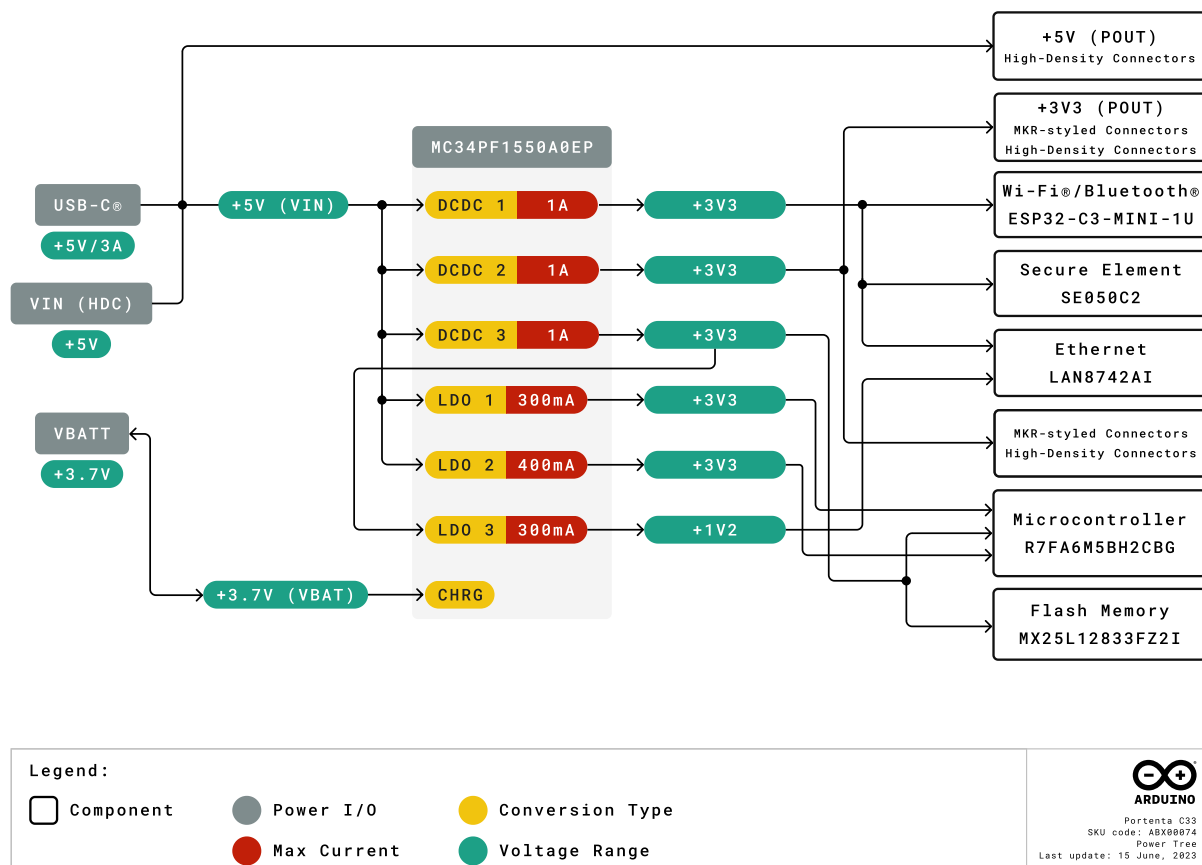 +5V (POUT)
High-Density Connectors
+3V3 (POUT)
MKR-styled Connectors
High-Density Connectors
MC34PF1550A0EP
USB-C®
+5V/3A
+5V (VIN)
DCDC 1 1A
+3V3
Wi-Fi®/Bluetooth®
ESP32-C3-MINI-1U
DCDC 2 1A
+3V3
Secure Element
SE050C2
VIN (HDC)
+5V
DCDC 3 1A
+3V3
Ethernet
LAN8742AI
LDO 1 300mA
+3V3
VBATT
+3.7V
MKR-styled Connectors
High-Density Connectors
LDO 2 400mA
+3V3
LDO 3 300mA
+1V2
Microcontroller
R7FA6M5BH2CBG
+3.7V (VBAT)
CHRG
Flash Memory
MX25L12833FZ2I
Legend:
Component
Power I/O
Conversion Type
Max Current
Voltage Range
ARDUINO
Portenta C33
SKU code: ABX00074
Power Tree
Last update: 15 June, 2023